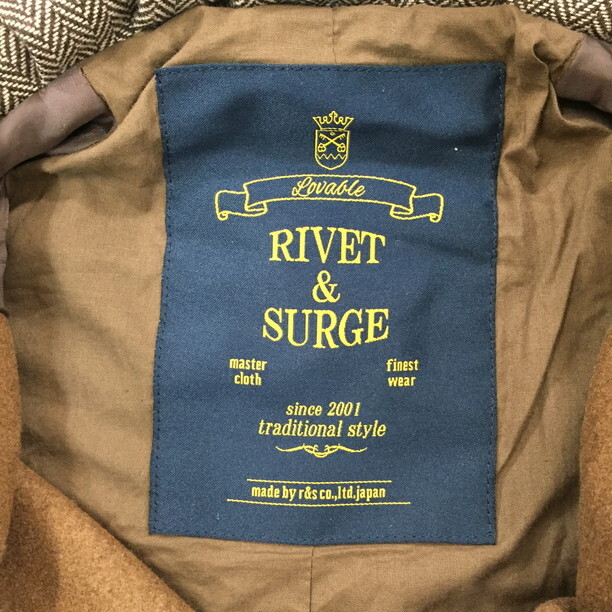 Lovable
RIVET
&
SURGE
master
cloth
finest
wear
since 2001
traditional style
made by r&s co.,ltd.japan